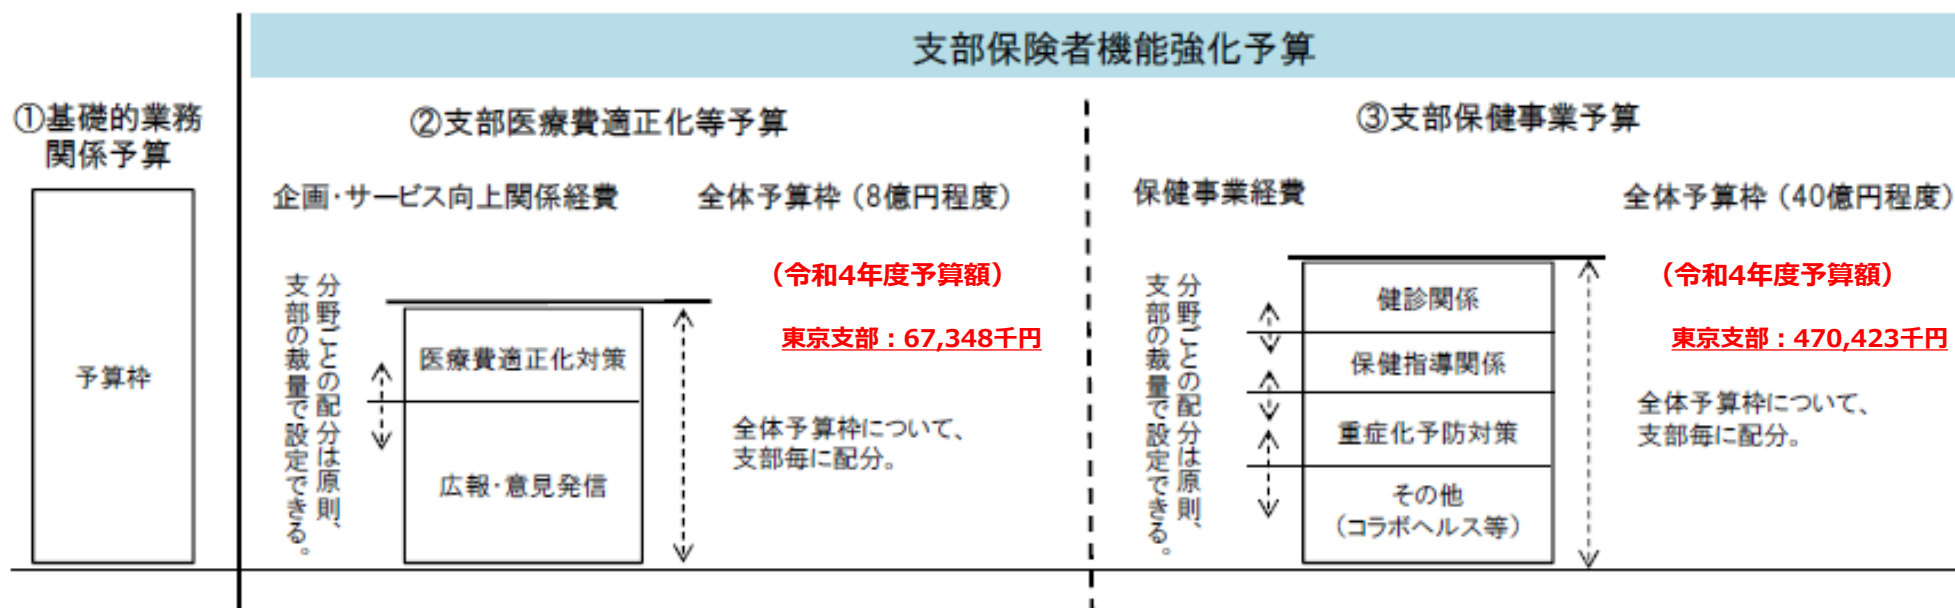 支部保険者機能強化予算
①基礎的業務
関係予算
予算枠
②支部医療費適正化等予算
企画・サービス向上関係経費
全体予算枠（8億円程度）
分野ごとの配分は原則、
支部の裁量で設定できる。
医療費適正化対策
広報・意見発信
（令和4年度予算額）
東京支部：67,348千円
全体予算枠について、
支部毎に配分。
③支部保健事業予算
保健事業経費
全体予算枠（40億円程度）
分野ごとの配分は原則、
支部の裁量で設定できる。
健診関係
保健指導関係
重症化予防対策
その他
（コラボヘルス等）
（令和4年度予算額）
東京支部：470,423千円
全体予算枠について、
支部毎に配分。